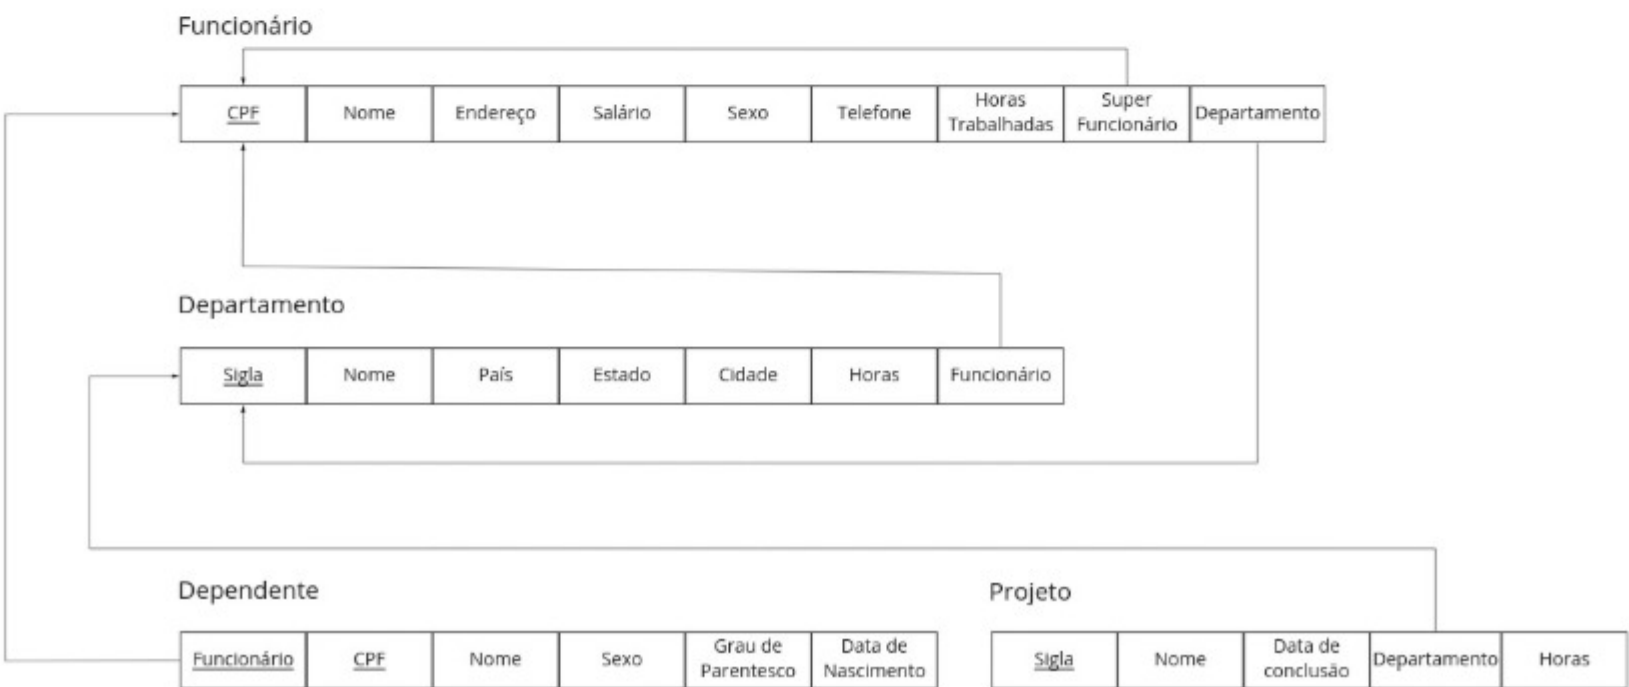 Funcionário
CPF Nome Endereço Salário Sexo Telefone Horas Trabalhadas Super Funcionário Departamento
Departamento
Sigla Nome País Estado Cidade Horas Funcionário
Dependente
Funcionário CPF Nome Sexo Grau de Parentesco Data de Nascimento
Projeto
Sigla Nome Data de conclusão Departamento Horas